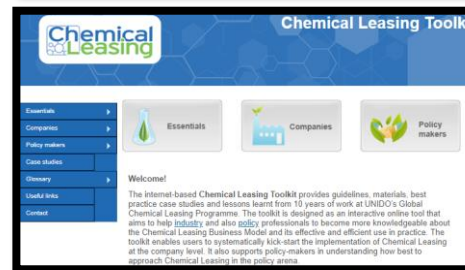 Chemical Leasing Toolk
Chemical
Leasing
Essentials
Companies
Policy makers
Case studies
Glossary
Useful links
Contact
Essentials
Companies
Policy
makers
Welcome!
The internet-based Chemical Leasing Toolkit provides guidelines, materials, best
practice case studies and lessons learnt from 10 years of work at UNIDO's Global
Chemical Leasing Programme. The toolkit is designed as an interactive online tool that
aims to help industry and also policy professionals to become more knowledgeable about
the Chemical Leasing Business Model and its effective and efficient use in practice. The
toolkit enables users to systematically kick-start the implementation of Chemical Leasing
at the company level. It also supports policy-makers in understanding how best to
approach Chemical Leasing in the policy arena.